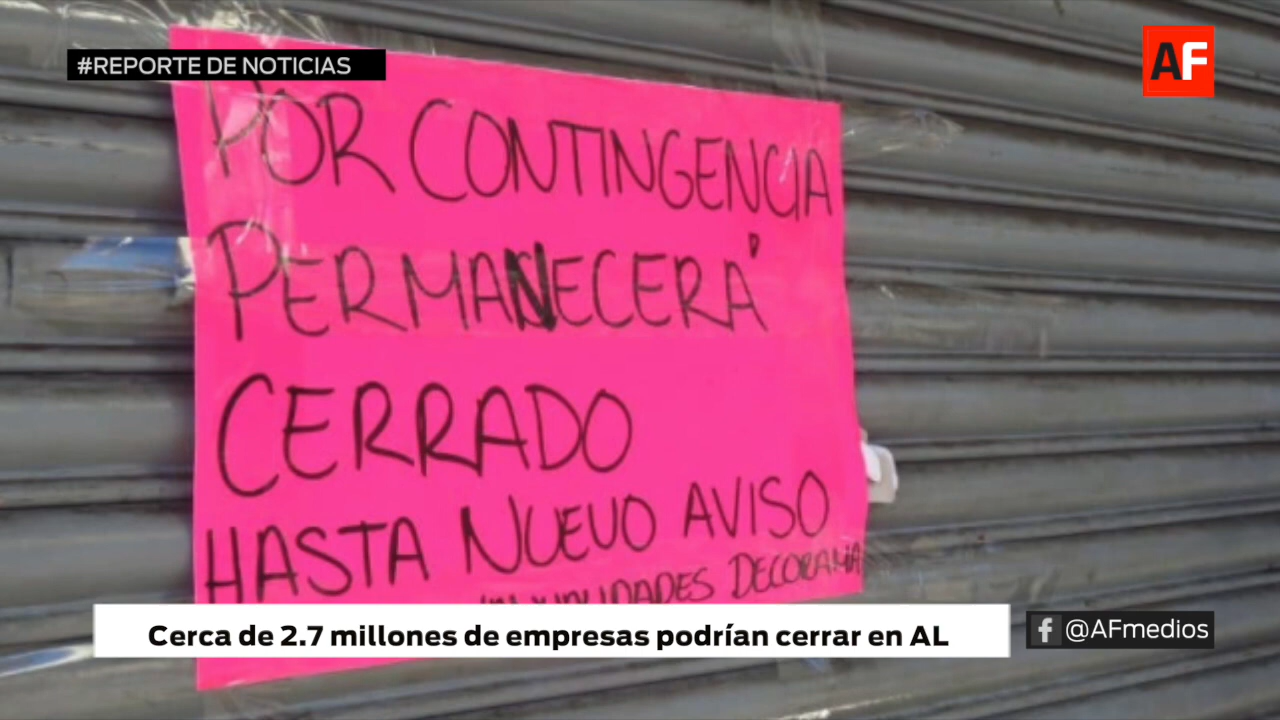 #REPORTE DE NOTICIAS
AF
POR CONTINGENCIA
PERMANECERÁ
CERRADO
HASTA NUEVO AVISO
DECORAMIA
Cerca de 2.7 millones de empresas podrían cerrar en AL
@AFmedios